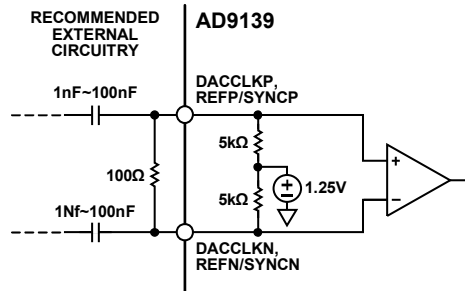 RECOMMENDED
EXTERNAL
CIRCUITRY
AD9139
1nF~100nF
DACCLKP,
REFP/SYNCP
5kΩ
100Ω
+
1.25V
5kΩ
+
–
1Nf~100nF
DACCLKN,
REFN/SYNCN